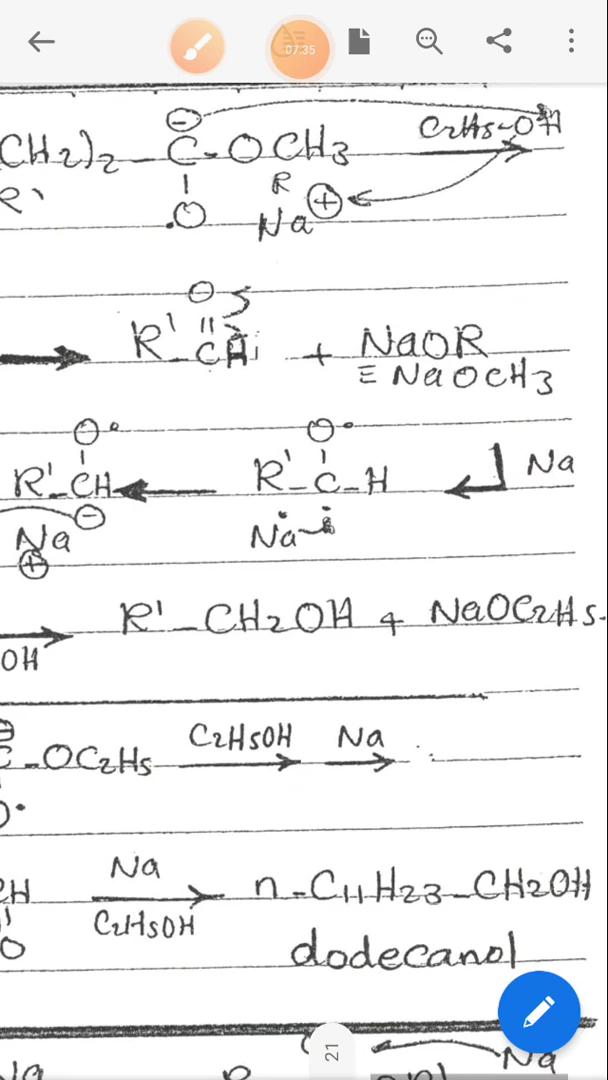 07:35
⊖
(CH2)2-C-OCH3 C2H5-OH
R' O R ⊕
Na
O
R'-C-H + NaOR
≡ NaOCH3
O• O•
R'-CH R'-C-H Na
⊖ Na
Na
⊕
R'-CH2OH + NaOC2H5.
OH
C-OC2H5 C2H5OH Na
O•
CH Na n-C11H23-CH2OH
O C2H5OH
dodecanol
21
Na